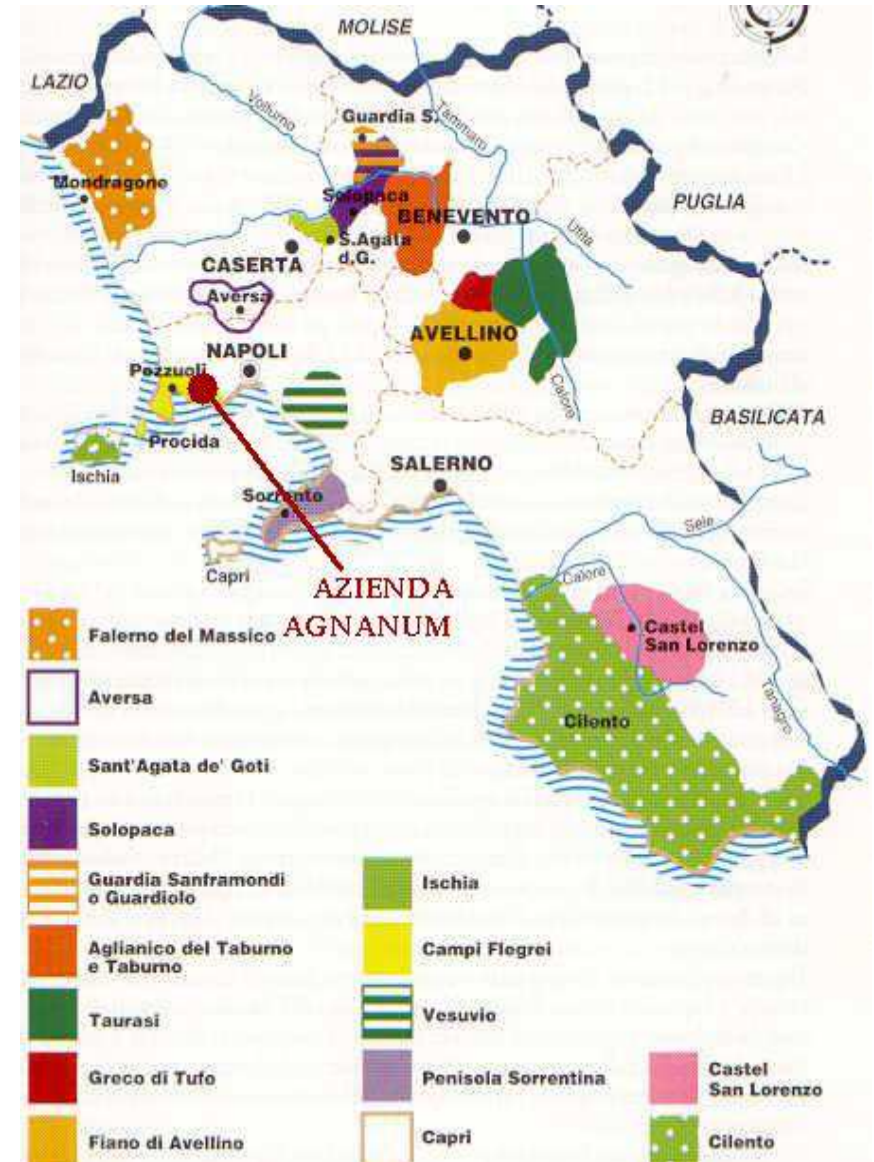 MOLISE
LAZIO
Volturno
Tammaro
Guardia S.
Mondragone
Solopaca
PUGLIA
BENEVENTO
Ufita
S.Agata
d.G.
CASERTA
Aversa
AVELLINO
NAPOLI
Pozzuoli
Calore
BASILICATA
Procida
Ischia
SALERNO
Sorrento
Sele
Capri
Calore
AZIENDA
AGNANUM
Castel
San Lorenzo
Tanagro
Cilento
Falerno del Massico
Aversa
Sant'Agata de' Goti
Solopaca
Guardia Sanframondi
o Guardiolo
Aglianico del Taburno
e Taburno
Taurasi
Greco di Tufo
Fiano di Avellino
Ischia
Campi Flegrei
Vesuvio
Penisola Sorrentina
Capri
Castel
San Lorenzo
Cilento